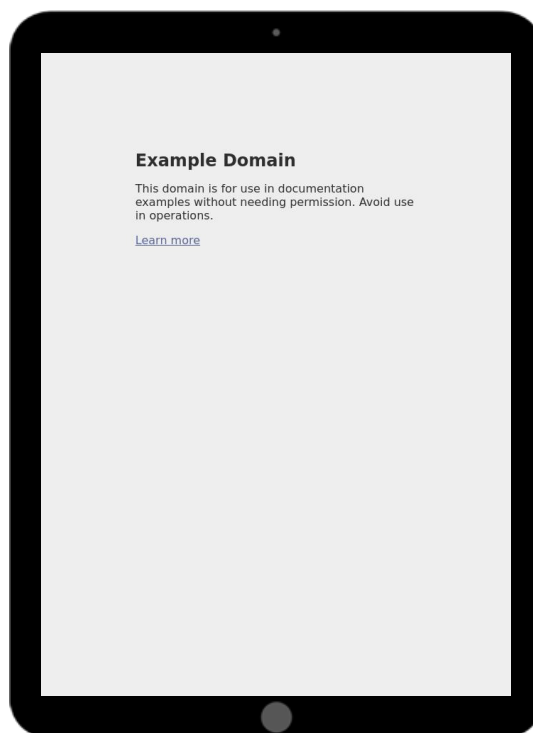 Example Domain
This domain is for use in documentation
examples without needing permission. Avoid use
in operations.
Learn more